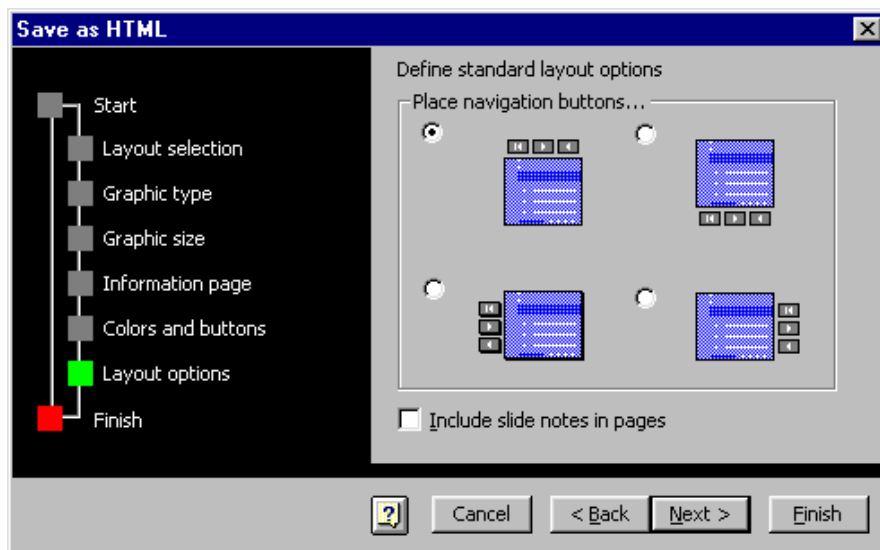 Save as HTML
Start
Layout selection
Graphic type
Graphic size
Information page
Colors and buttons
Layout options
Finish
Define standard layout options
Place navigation buttons...
Include slide notes in pages
Cancel
< Back
Next >
Finish